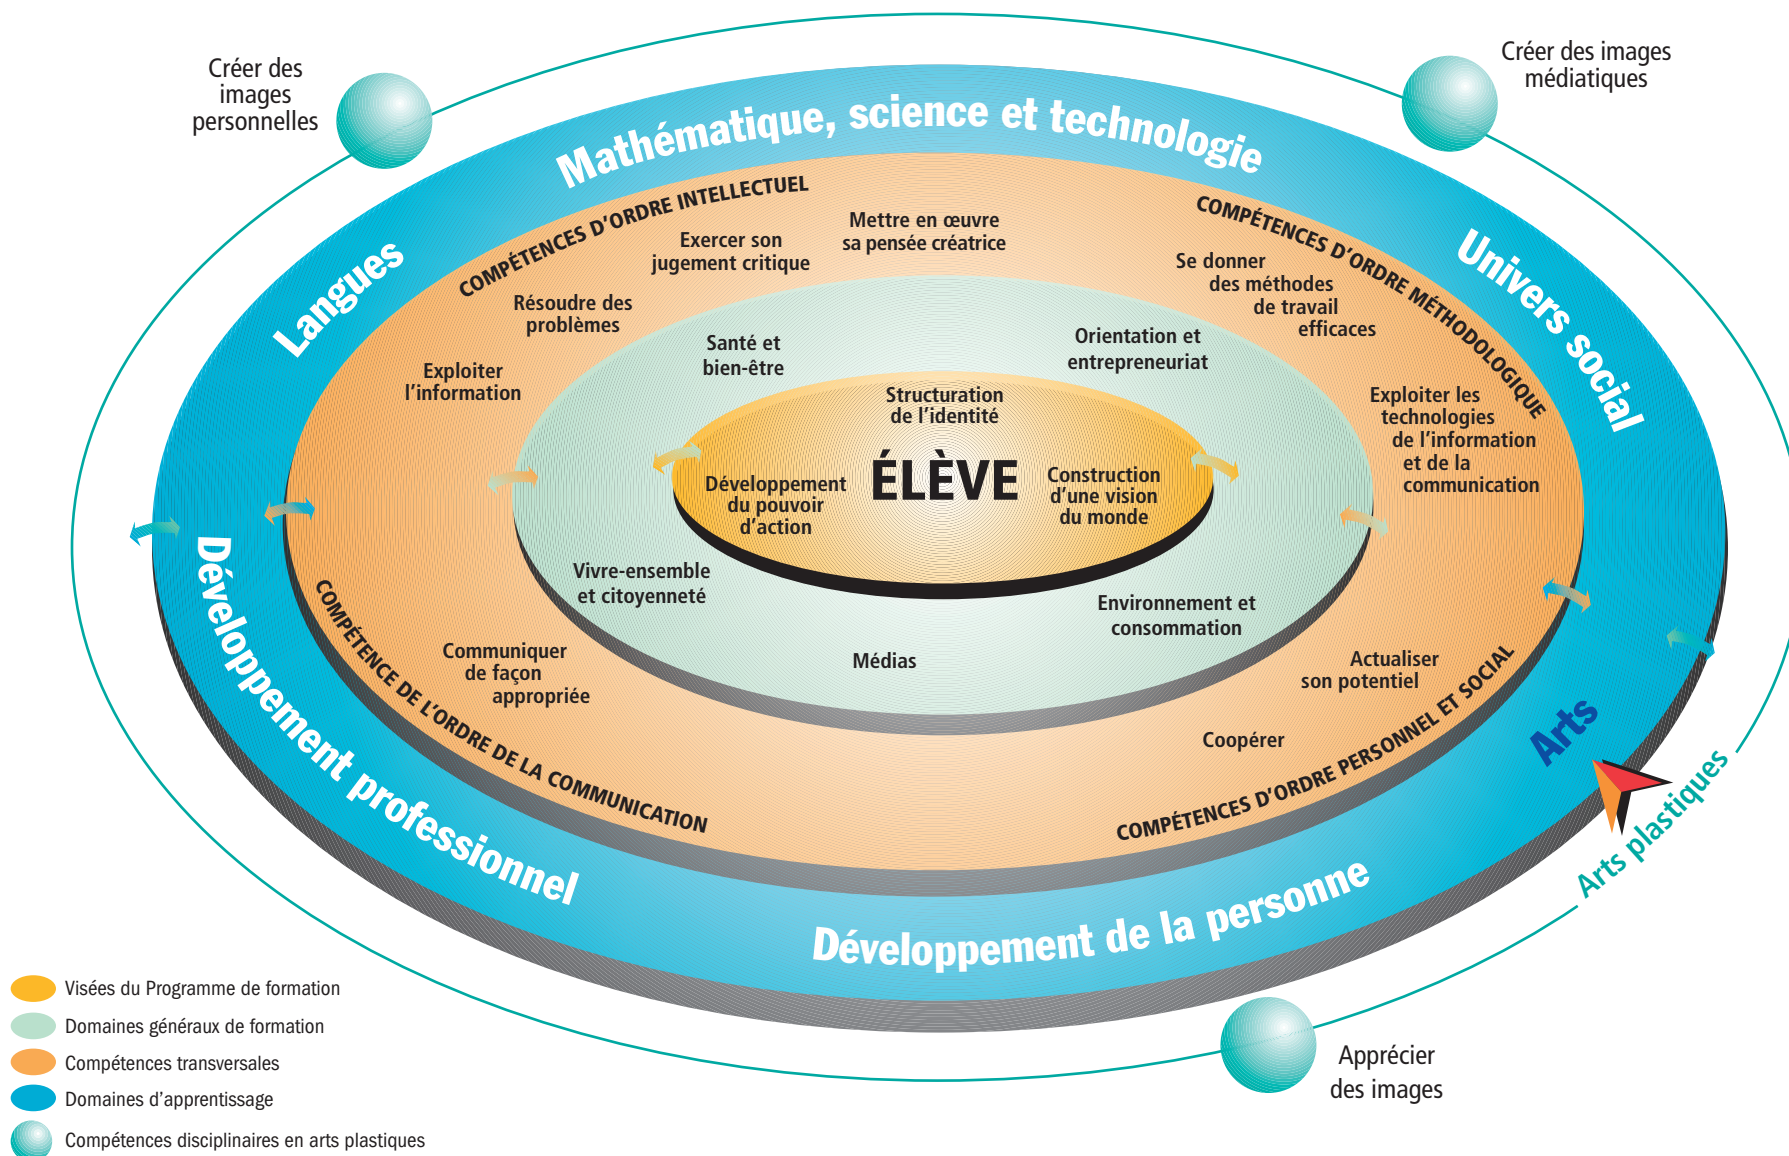 Créer des
images
personnelles
Créer des images
médiatiques
Mathématique, science et technologie
Langues
Univers social
COMPÉTENCES D'ORDRE INTELLECTUEL
COMPÉTENCES D'ORDRE MÉTHODOLOGIQUE
Mettre en œuvre
sa pensée créatrice
Exercer son
jugement critique
Résoudre des
problèmes
Exploiter
l'information
Se donner
des méthodes
de travail
efficaces
Exploiter les
technologies
de l'information
et de la
communication
Santé et
bien-être
Orientation et
entrepreneuriat
Structuration
de l'identité
ÉLÈVE
Développement
du pouvoir
d'action
Construction
d'une vision
du monde
Vivre-ensemble
et citoyenneté
Environnement et
consommation
Médias
Communiquer
de façon
appropriée
Actualiser
son potentiel
Coopérer
COMPÉTENCE DE L'ORDRE DE LA COMMUNICATION
COMPÉTENCES D'ORDRE PERSONNEL ET SOCIAL
Développement professionnel
Développement de la personne
Arts
Arts plastiques
Apprécier
des images
Visées du Programme de formation
Domaines généraux de formation
Compétences transversales
Domaines d'apprentissage
Compétences disciplinaires en arts plastiques